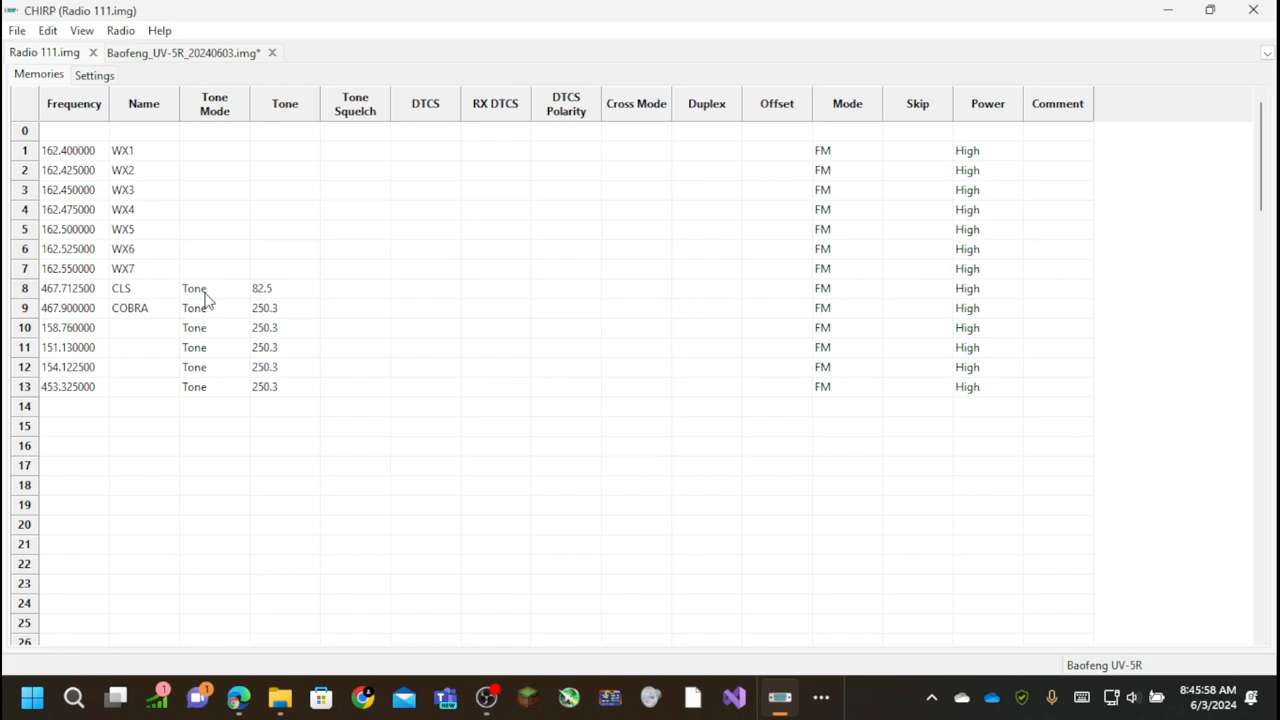 CHIRP (Radio 111.img)
File Edit View Radio Help
Radio 111.img Baofeng_UV-5R_20240603.img*
Memories Settings
Frequency Name Tone Mode Tone Tone Squelch DTCS RX DTCS DTCS Polarity Cross Mode Duplex Offset Mode Skip Power Comment
0
1 162.400000 WX1 FM High
2 162.425000 WX2 FM High
3 162.450000 WX3 FM High
4 162.475000 WX4 FM High
5 162.500000 WX5 FM High
6 162.525000 WX6 FM High
7 162.550000 WX7 FM High
8 467.712500 CLS Tone 82.5 FM High
9 467.900000 COBRA Tone 250.3 FM High
10 158.760000 Tone 250.3 FM High
11 151.130000 Tone 250.3 FM High
12 154.122500 Tone 250.3 FM High
13 453.325000 Tone 250.3 FM High
14
15
16
17
18
19
20
21
22
23
24
25
26
Baofeng UV-5R
1 1 NEW
8:45:58 AM
6/3/2024